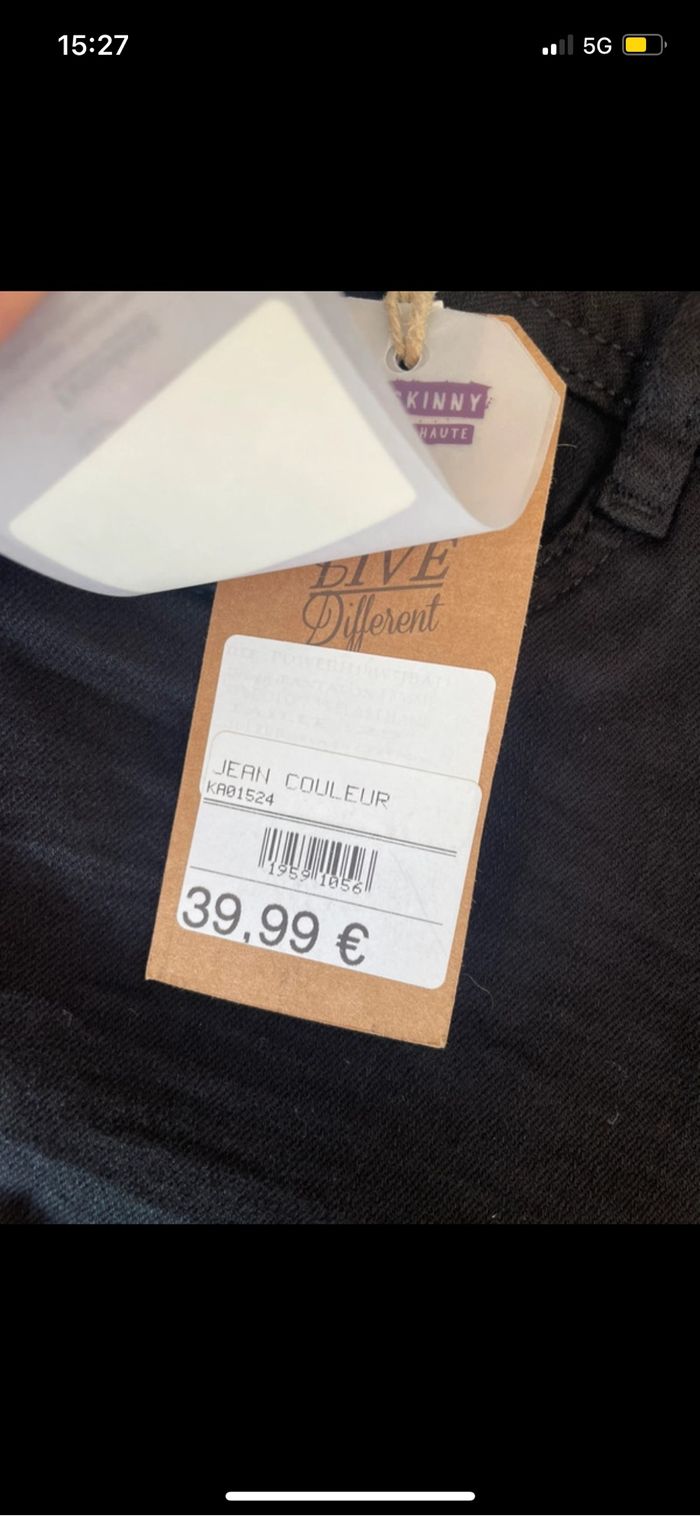 15:27
5G
SKINNY
HAUTE
LIVE
Different
JEAN COULEUR
KA01524
1959 1056
39,99 €